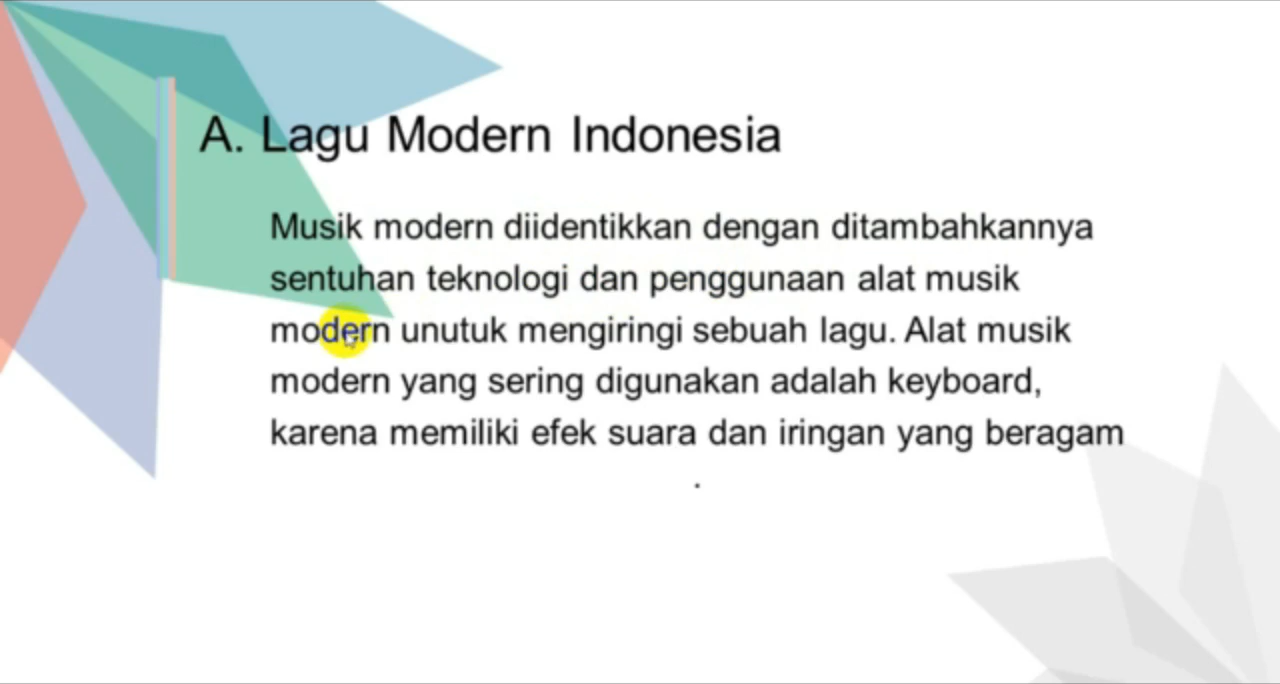 A. Lagu Modern Indonesia
Musik modern diidentikkan dengan ditambahkannya
sentuhan teknologi dan penggunaan alat musik
modern unutuk mengiringi sebuah lagu. Alat musik
modern yang sering digunakan adalah keyboard,
karena memiliki efek suara dan iringan yang beragam
.